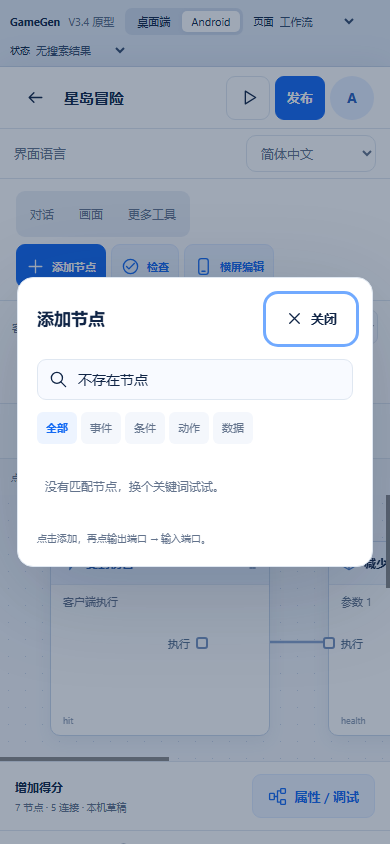 GameGen V3.4 原型 桌面端 Android 页面 工作流
状态 无搜索结果
星岛冒险 发布 A
界面语言 简体中文
对话 画面 更多工具
添加节点 检查 横屏编辑
添加节点 关闭
不存在节点
全部 事件 条件 动作 数据
没有匹配节点，换个关键词试试。
点击添加，再点输出端口 → 输入端口。
减少
客户端执行 参数 1
执行 执行
hit health
增加得分
7 节点 · 5 连接 · 本机草稿
属性 / 调试